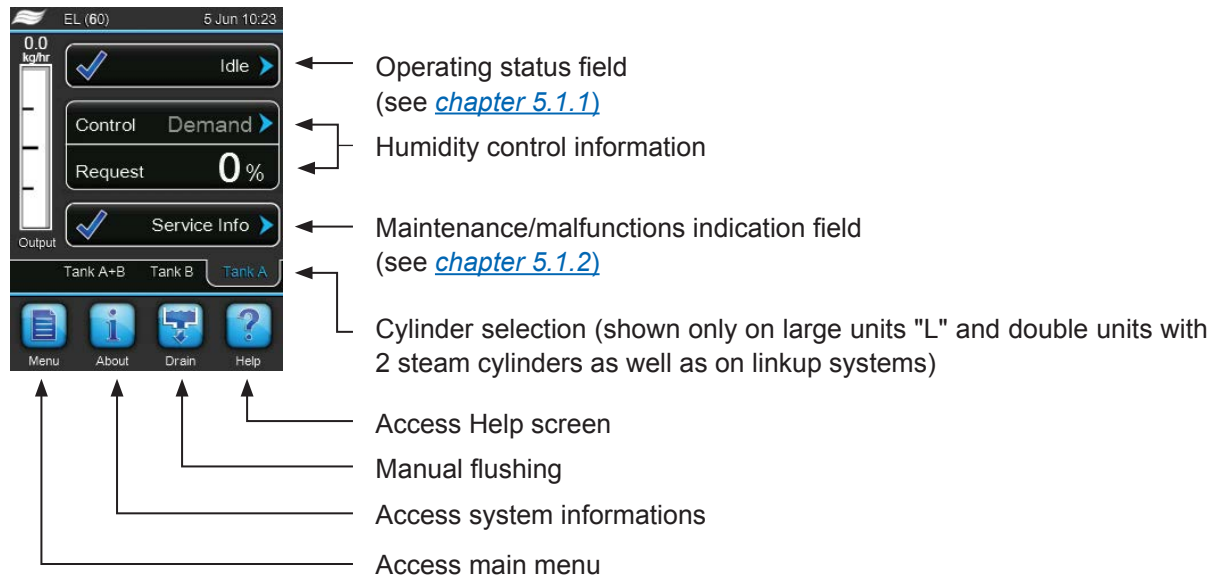 EL (60) 5 Jun 10:23
0.0
kg/hr
Idle
Control Demand
Request 0 %
Service Info
Output
Tank A+B Tank B Tank A
Menu About Drain Help
Operating status field
(see chapter 5.1.1)
Humidity control information
Maintenance/malfunctions indication field
(see chapter 5.1.2)
Cylinder selection (shown only on large units "L" and double units with
2 steam cylinders as well as on linkup systems)
Access Help screen
Manual flushing
Access system informations
Access main menu